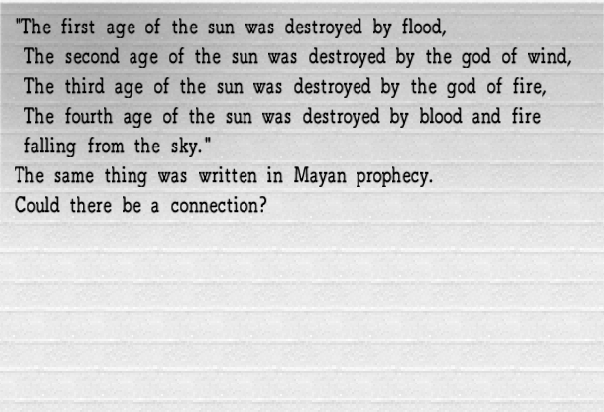 "The first age of the sun was destroyed by flood,
The second age of the sun was destroyed by the god of wind,
The third age of the sun was destroyed by the god of fire,
The fourth age of the sun was destroyed by blood and fire
falling from the sky."
The same thing was written in Mayan prophecy.
Could there be a connection?